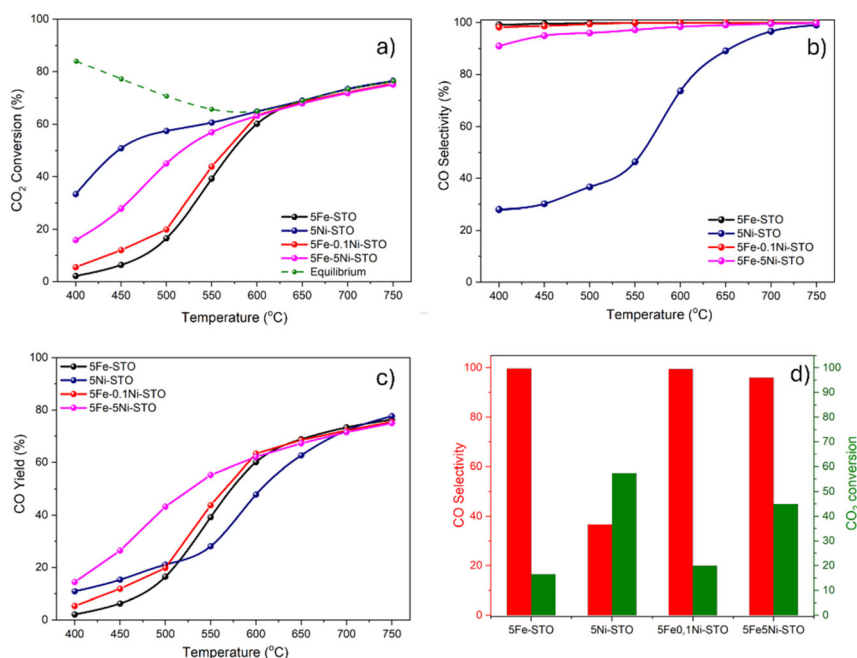 a)
100
80
60
40
20
0
CO₂ Conversion (%)
5Fe-STO
5Ni-STO
5Fe-0.1Ni-STO
5Fe-5Ni-STO
Equilibrium
400 450 500 550 600 650 700 750
Temperature (°C)
b)
100
80
60
40
20
0
CO Selectivity (%)
5Fe-STO
5Ni-STO
5Fe-0.1Ni-STO
5Fe-5Ni-STO
400 450 500 550 600 650 700 750
Temperature (°C)
c)
100
80
60
40
20
0
CO Yield (%)
5Fe-STO
5Ni-STO
5Fe-0.1Ni-STO
5Fe-5Ni-STO
400 450 500 550 600 650 700 750
Temperature (°C)
d)
100
80
60
40
20
0
CO Selectivity
100
90
80
70
60
50
40
30
20
10
0
CO₂ conversion
5Fe-STO 5Ni-STO 5Fe0,1Ni-STO 5Fe5Ni-STO